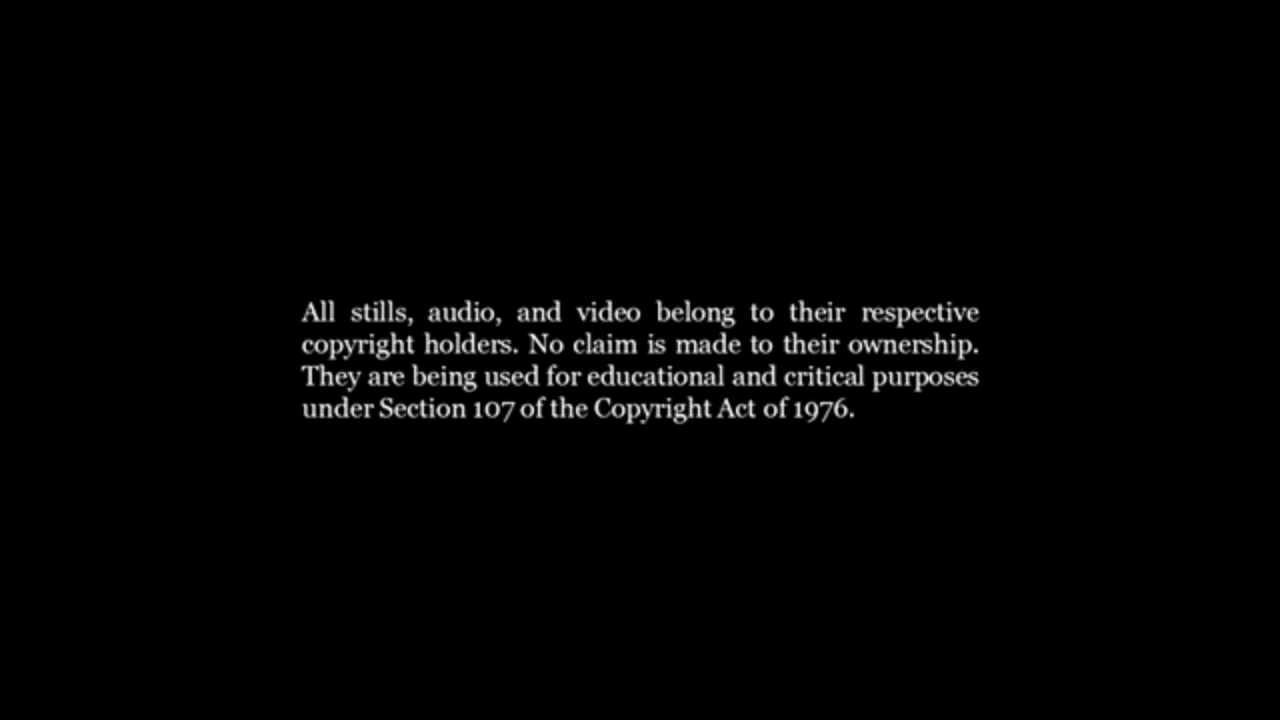 All stills, audio, and video belong to their respective
copyright holders. No claim is made to their ownership.
They are being used for educational and critical purposes
under Section 107 of the Copyright Act of 1976.